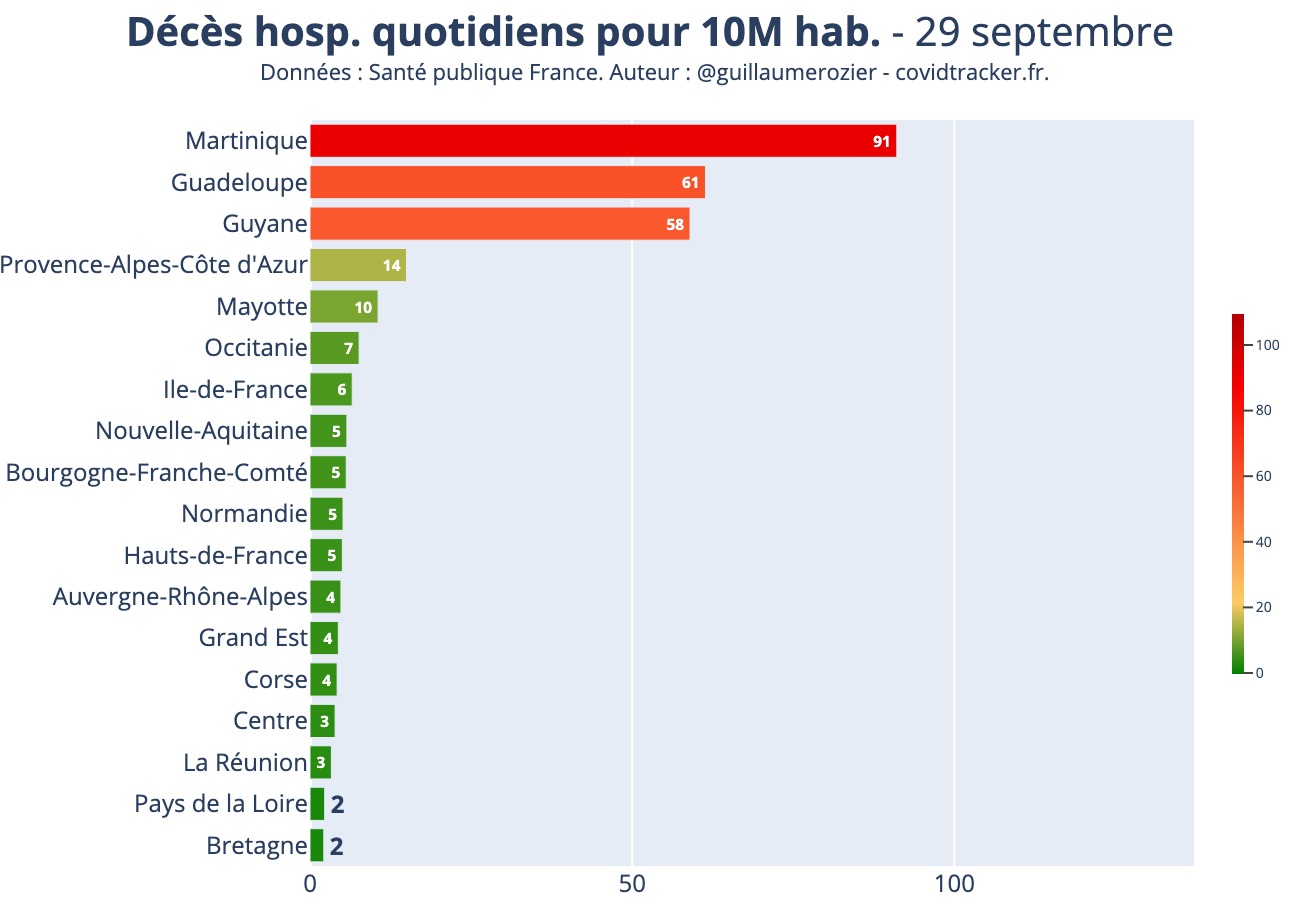 Décès hosp. quotidiens pour 10M hab. - 29 septembre
Données : Santé publique France. Auteur : @guillaumerozier - covidtracker.fr.
Martinique 91
Guadeloupe 61
Guyane 58
Provence-Alpes-Côte d'Azur 14
Mayotte 10
Occitanie 7
Ile-de-France 6
Nouvelle-Aquitaine 5
Bourgogne-Franche-Comté 5
Normandie 5
Hauts-de-France 5
Auvergne-Rhône-Alpes 4
Grand Est 4
Corse 4
Centre 3
La Réunion 3
Pays de la Loire 2
Bretagne 2
0 50 100
100
80
60
40
20
0